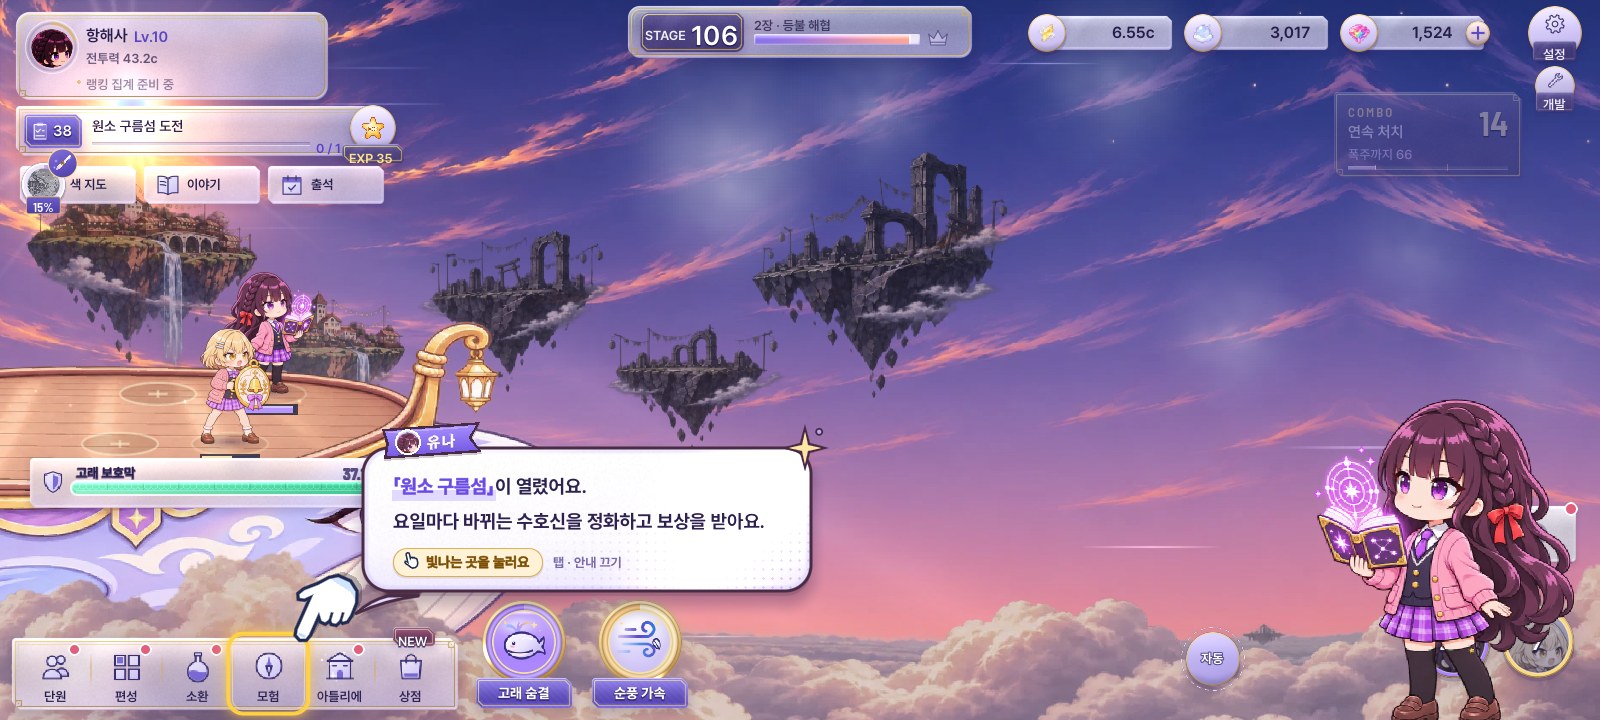 항해사 Lv.10
전투력 43.2c
랭킹 집계 준비 중
38
원소 구름섬 도전
0 / 1
EXP 35
색 지도
15%
이야기
출석
STAGE 106
2장 · 등불 해협
6.55c
3,017
1,524
설정
개발
COMBO
연속 처치
14
폭주까지 66
고래 보호막
37.
유나
「원소 구름섬」이 열렸어요.
요일마다 바뀌는 수호신을 정화하고 보상을 받아요.
빛나는 곳을 눌러요
탭 · 안내 끄기
단원
편성
소환
모험
아틀리에
NEW
상점
고래 숨결
순풍 가속
자동